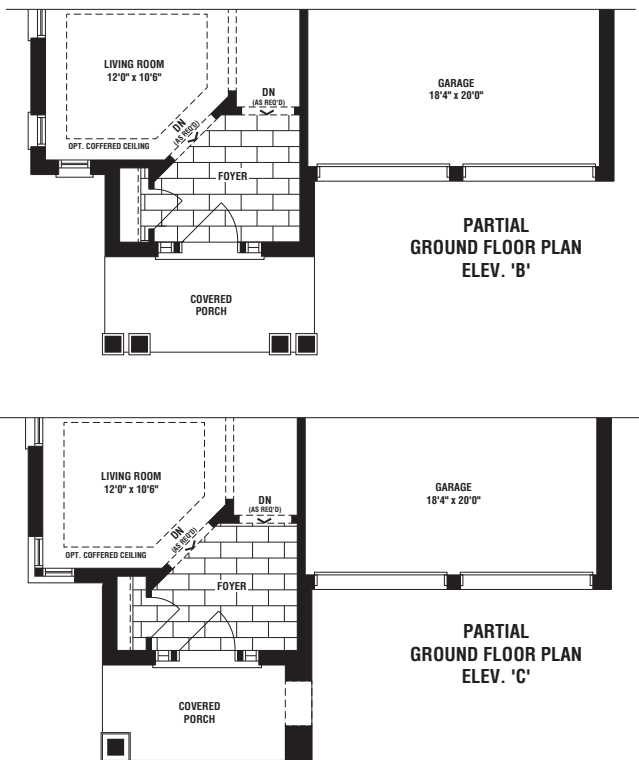 LIVING ROOM
12'0" x 10'6"
DN
(AS REQ'D)
GARAGE
18'4" x 20'0"
DN
(AS REQ'D)
OPT. COFFERED CEILING
FOYER
PARTIAL
GROUND FLOOR PLAN
ELEV. 'B'
COVERED
PORCH
LIVING ROOM
12'0" x 10'6"
DN
(AS REQ'D)
GARAGE
18'4" x 20'0"
DN
(AS REQ'D)
OPT. COFFERED CEILING
FOYER
PARTIAL
GROUND FLOOR PLAN
ELEV. 'C'
COVERED
PORCH